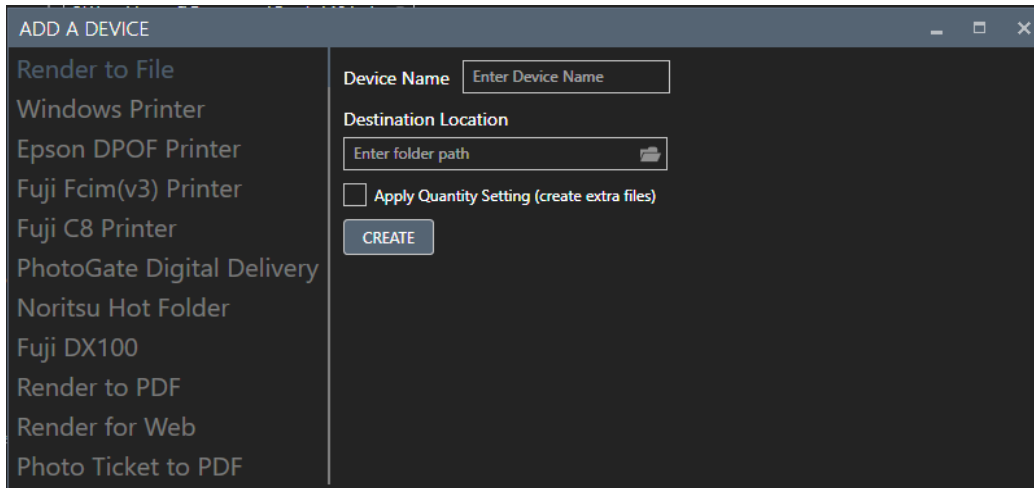 ADD A DEVICE
Render to File
Windows Printer
Epson DPOF Printer
Fuji Fcim(v3) Printer
Fuji C8 Printer
PhotoGate Digital Delivery
Noritsu Hot Folder
Fuji DX100
Render to PDF
Render for Web
Photo Ticket to PDF
Device Name Enter Device Name
Destination Location
Enter folder path
Apply Quantity Setting (create extra files)
CREATE